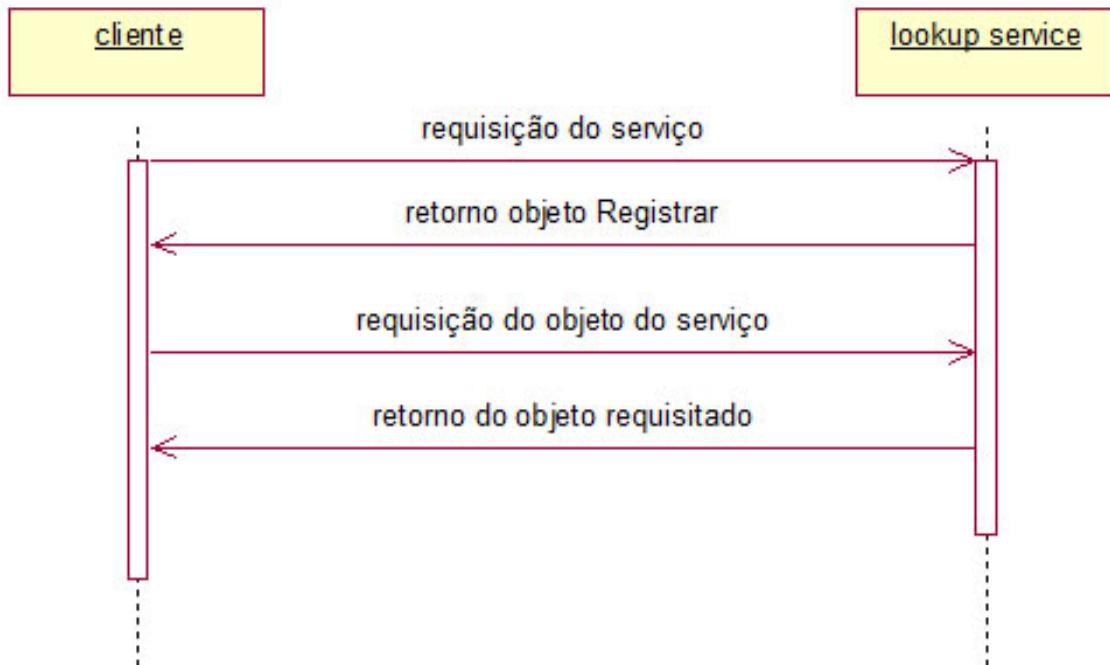 cliente
lookup service
requisição do serviço
retorno objeto Registrar
requisição do objeto do serviço
retorno do objeto requisitado